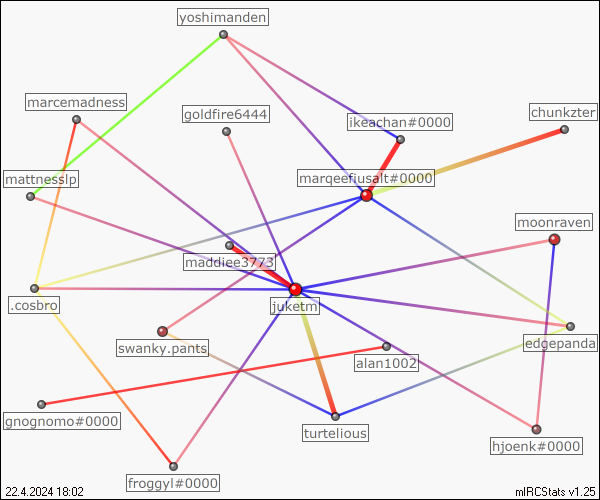 yoshimanden
marcemadness
goldfire6444
ikeachan#0000
chunkzter
mattnesslp
marqeefiusalt#0000
moonraven
maddiee3773
.cosbro
juketm
swanky.pants
edgepanda
alan1002
gnognomo#0000
turtelious
hjoenk#0000
froggyl#0000
22.4.2024 18:02
mIRCStats v1.25